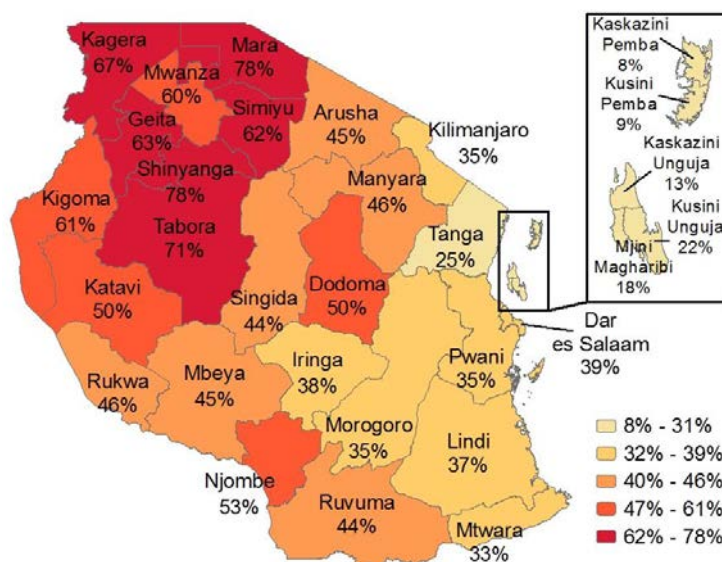 Kagera
67%
Mara
78%
Mwanza
60%
Geita
63%
Simiyu
62%
Arusha
45%
Kilimanjaro
35%
Shinyanga
78%
Kigoma
61%
Manyara
46%
Tabora
71%
Tanga
25%
Katavi
50%
Singida
44%
Dodoma
50%
Dar
es Salaam
39%
Rukwa
46%
Mbeya
45%
Iringa
38%
Pwani
35%
Morogoro
35%
Lindi
37%
Njombe
53%
Ruvuma
44%
Mtwara
33%
Kaskazini
Pemba
8%
Kusini
Pemba
9%
Kaskazini
Unguja
13%
Kusini
Unguja
22%
Mjini
Magharibi
18%
8% - 31%
32% - 39%
40% - 46%
47% - 61%
62% - 78%